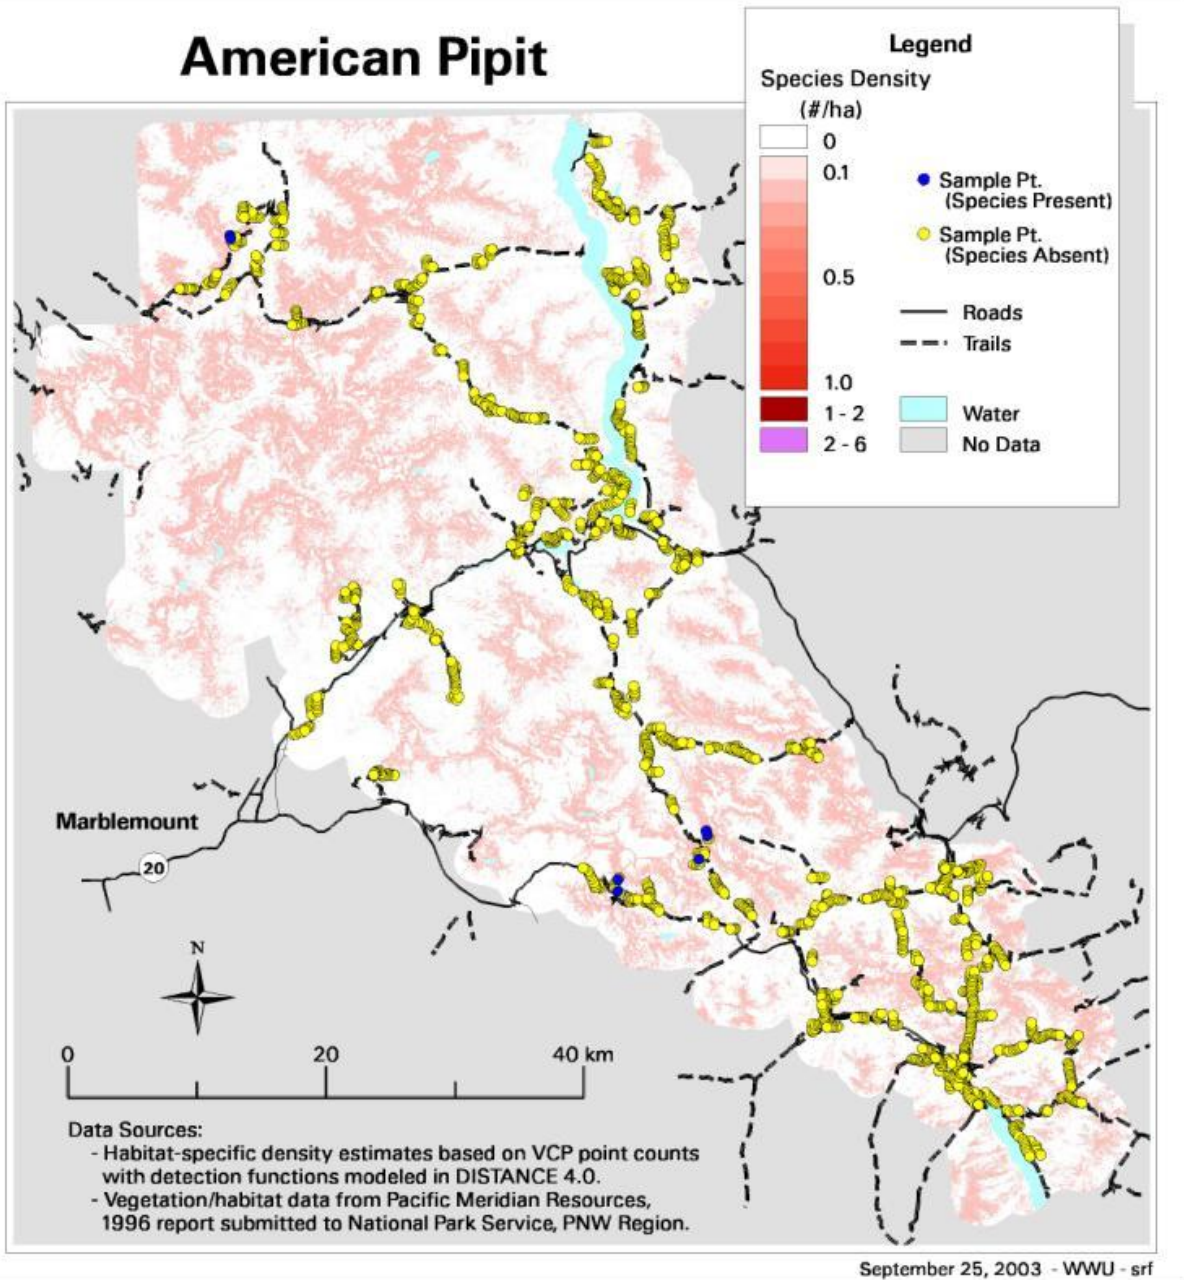 American Pipit
Legend
Species Density
(#/ha)
0
0.1
0.5
1.0
1 - 2
2 - 6
Sample Pt.
(Species Present)
Sample Pt.
(Species Absent)
Roads
Trails
Water
No Data
Marblemount
20
N
0 20 40 km
Data Sources:
- Habitat-specific density estimates based on VCP point counts
with detection functions modeled in DISTANCE 4.0.
- Vegetation/habitat data from Pacific Meridian Resources,
1996 report submitted to National Park Service, PNW Region.
September 25, 2003 - WWU - srf